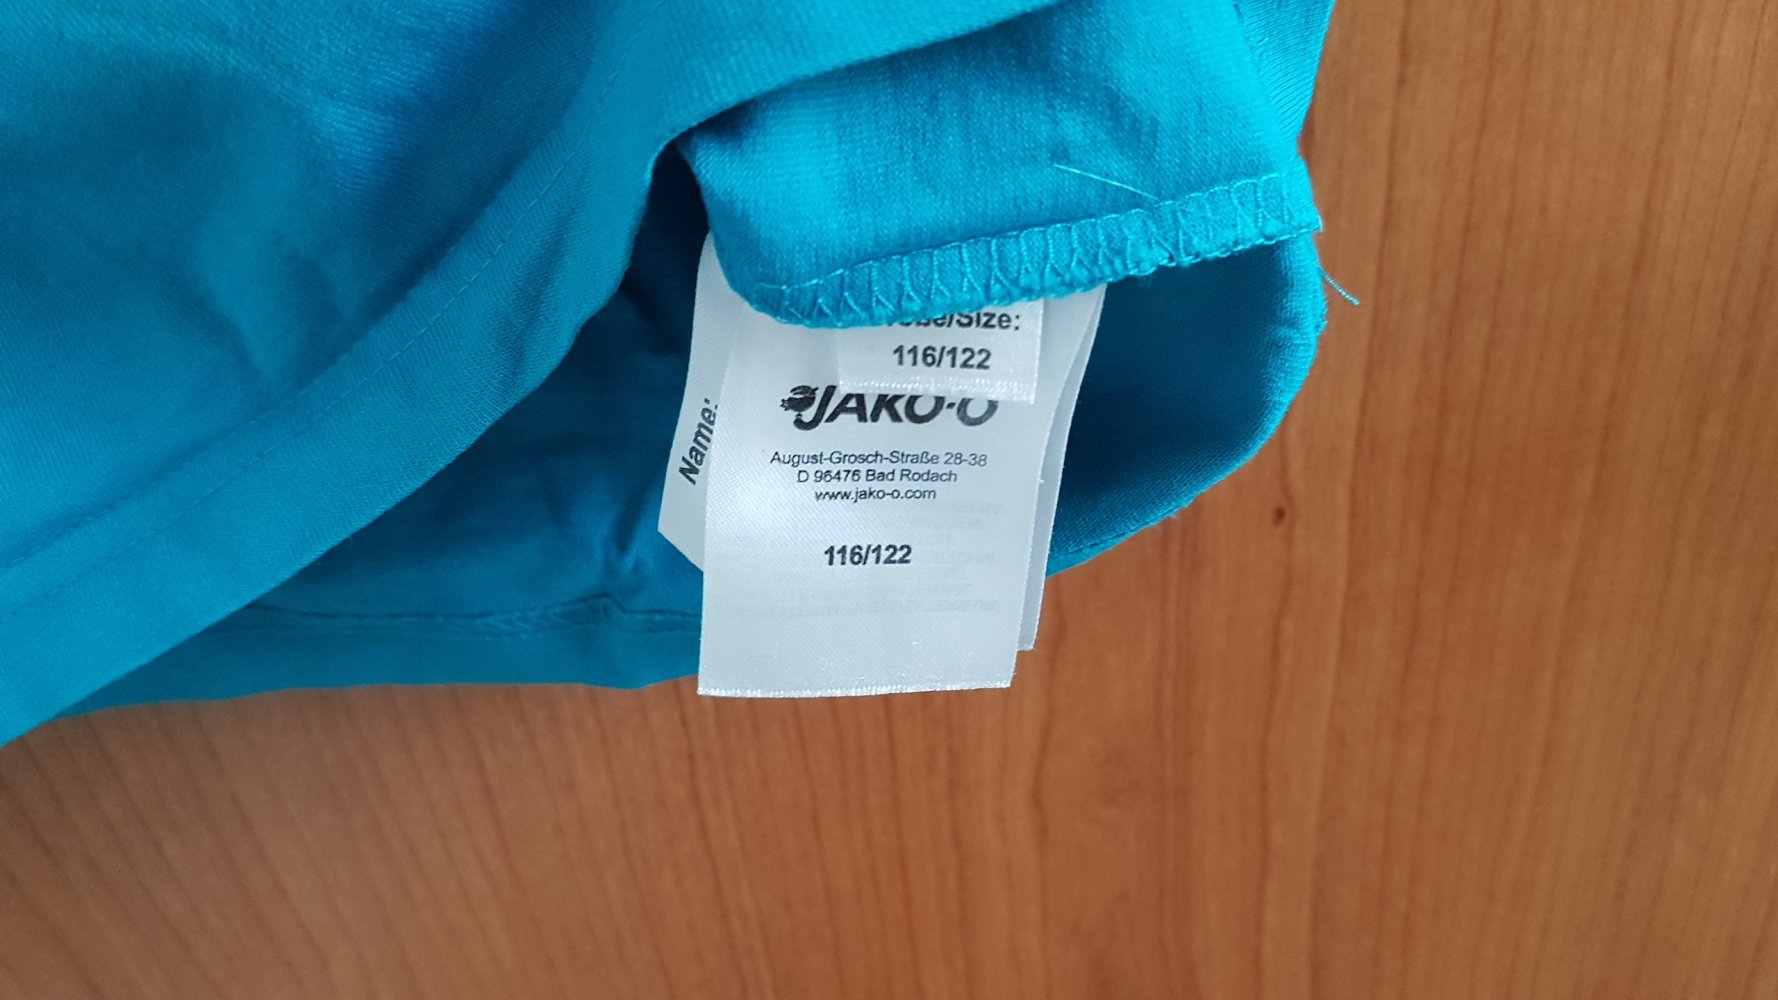 /Size:
116/122
JAKO-O
August-Grosch-Straße 28-38
D 96476 Bad Rodach
www.jako-o.com
116/122
Name: